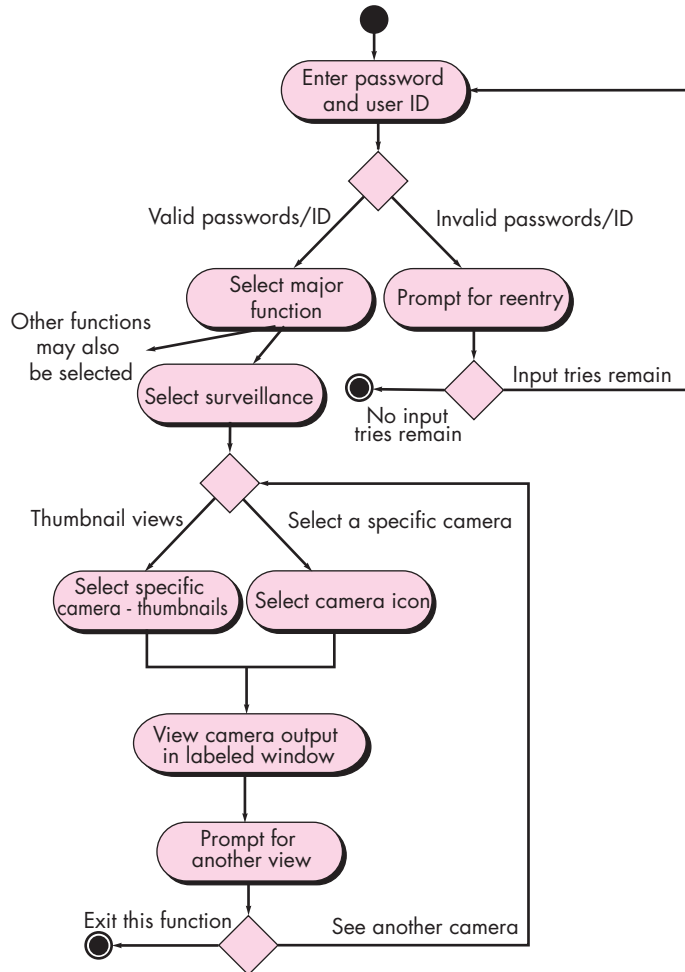 Enter password
and user ID
Valid passwords/ID
Invalid passwords/ID
Select major
function
Prompt for reentry
Other functions
may also
be selected
Input tries remain
Select surveillance
No input
tries remain
Thumbnail views
Select a specific camera
Select specific
camera - thumbnails
Select camera icon
View camera output
in labeled window
Prompt for
another view
Exit this function
See another camera